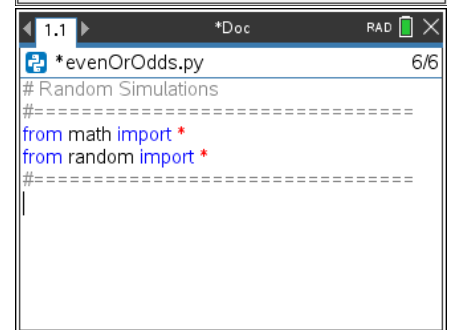 1.1 *Doc RAD
*evenOrOdds.py 6/6
# Random Simulations
#================================
from math import *
from random import *
#================================